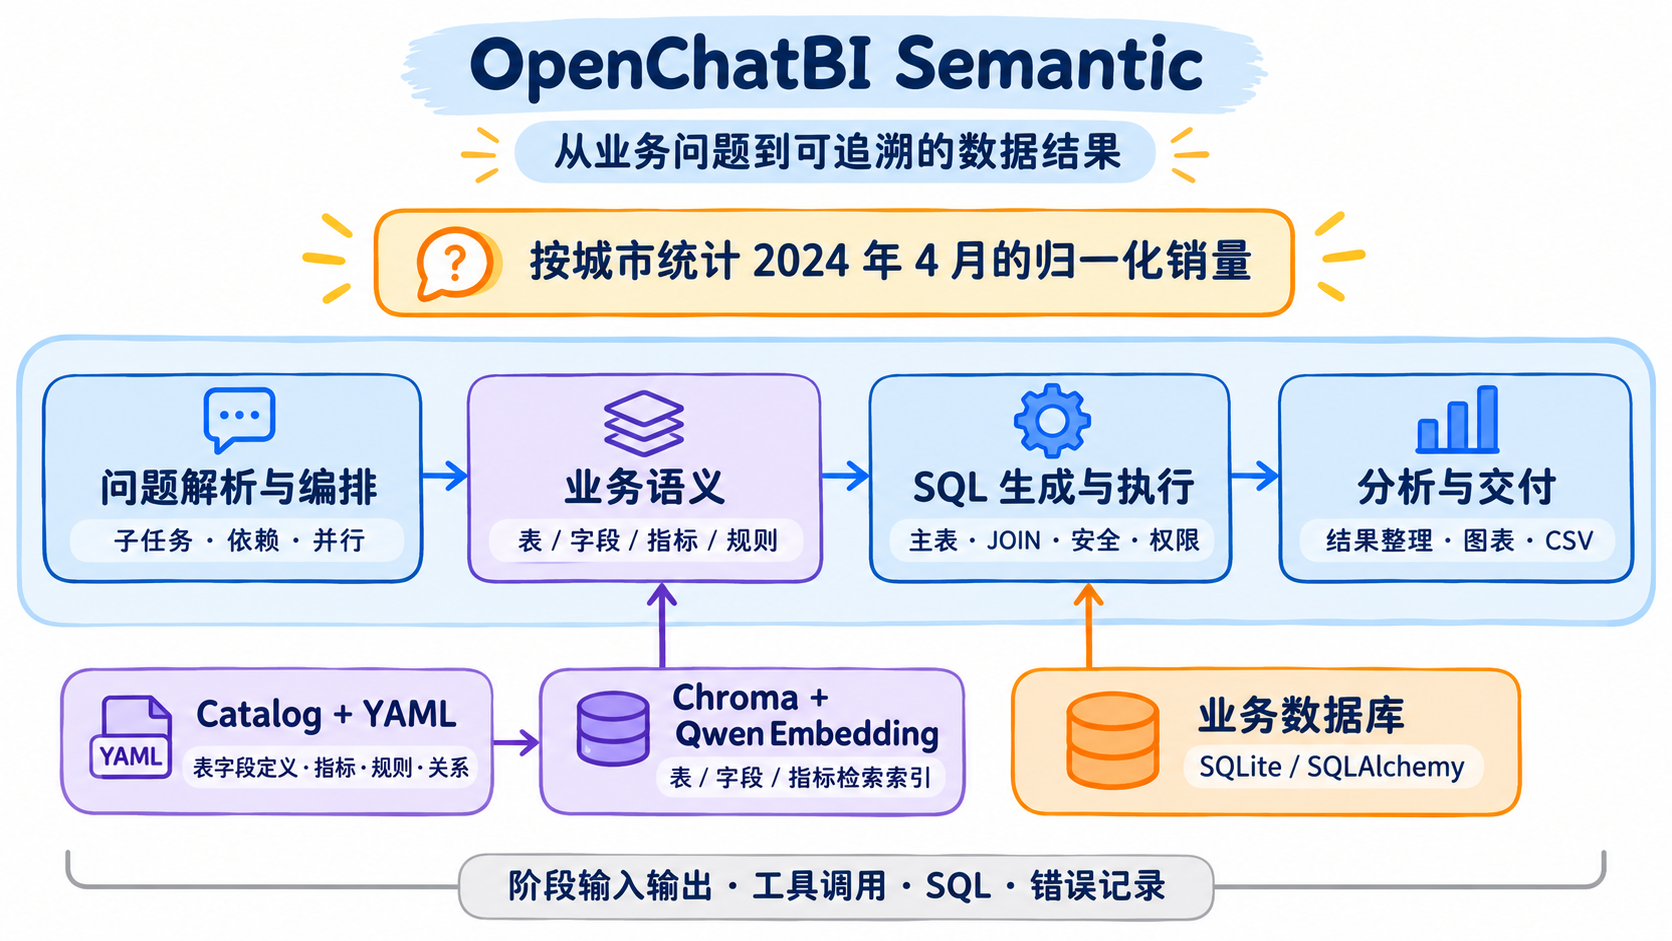 OpenChatBI Semantic
从业务问题到可追溯的数据结果
?
按城市统计 2024 年 4 月的归一化销量
问题解析与编排
子任务 · 依赖 · 并行
业务语义
表 / 字段 / 指标 / 规则
SQL 生成与执行
主表 · JOIN · 安全 · 权限
分析与交付
结果整理 · 图表 · CSV
YAML
Catalog + YAML
表字段定义 · 指标 · 规则 · 关系
Chroma +
Qwen Embedding
表 / 字段 / 指标检索索引
业务数据库
SQLite / SQLAlchemy
阶段输入输出 · 工具调用 · SQL · 错误记录